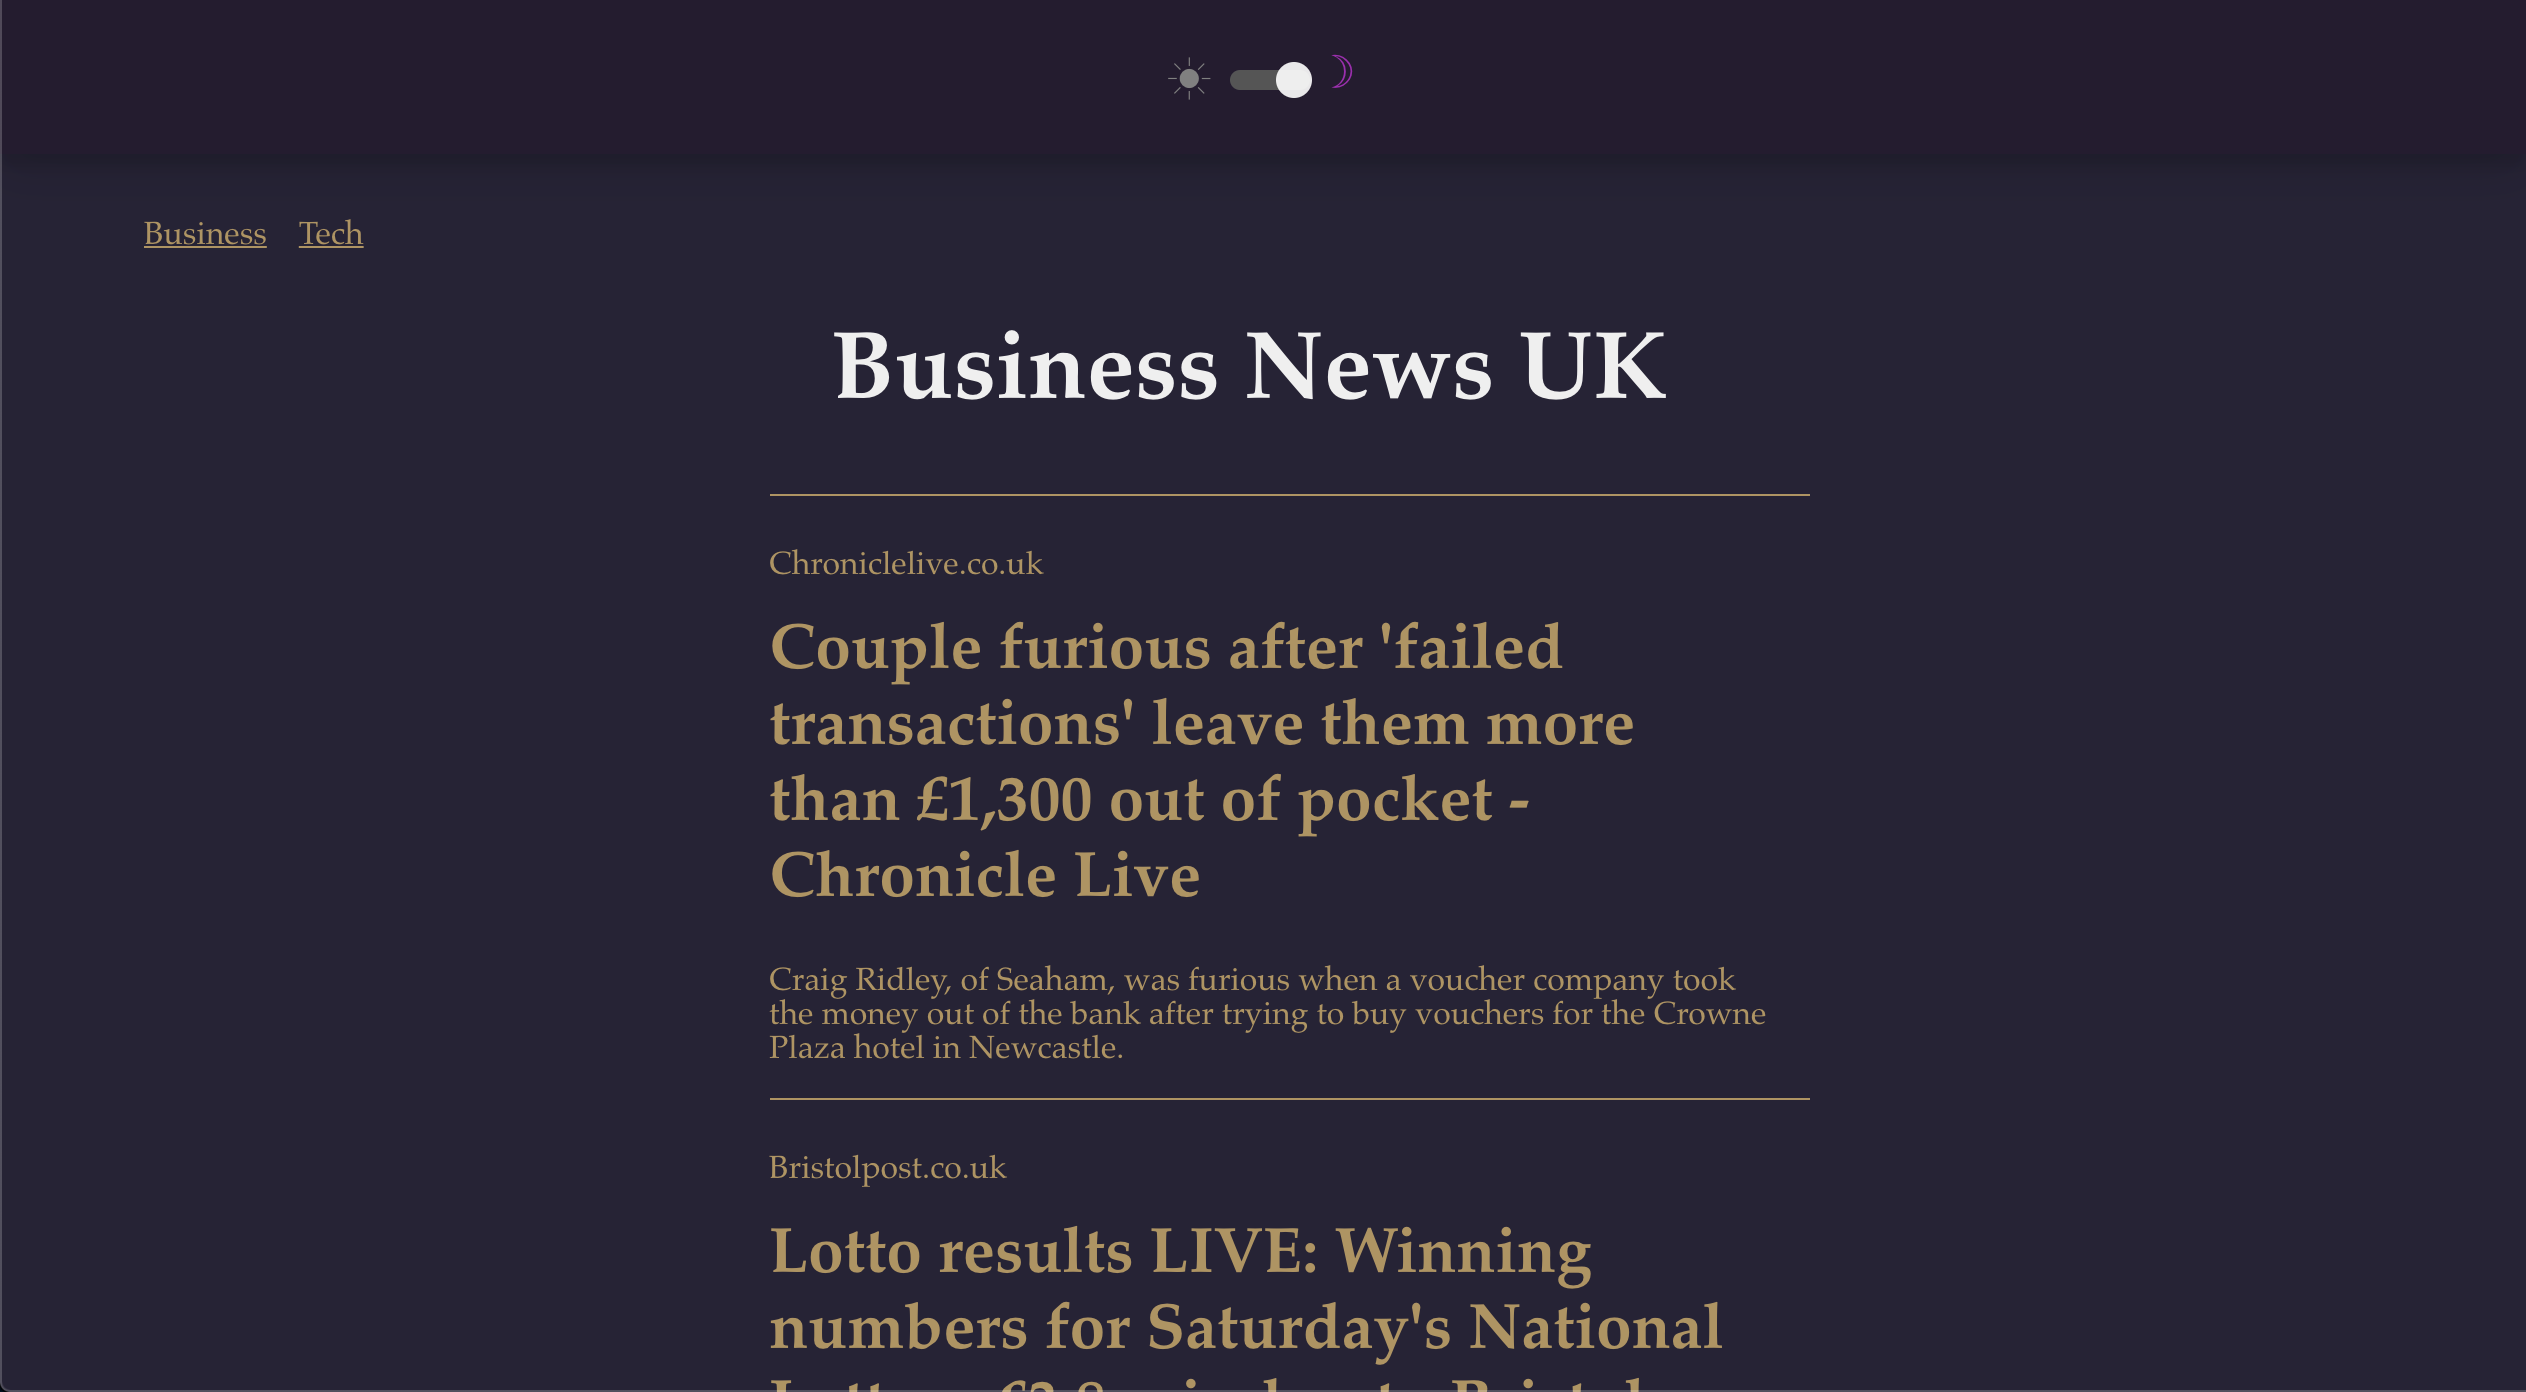 Business Tech
Business News UK
Chroniclelive.co.uk
Couple furious after 'failed
transactions' leave them more
than £1,300 out of pocket -
Chronicle Live
Craig Ridley, of Seaham, was furious when a voucher company took
the money out of the bank after trying to buy vouchers for the Crowne
Plaza hotel in Newcastle.
Bristolpost.co.uk
Lotto results LIVE: Winning
numbers for Saturday's National